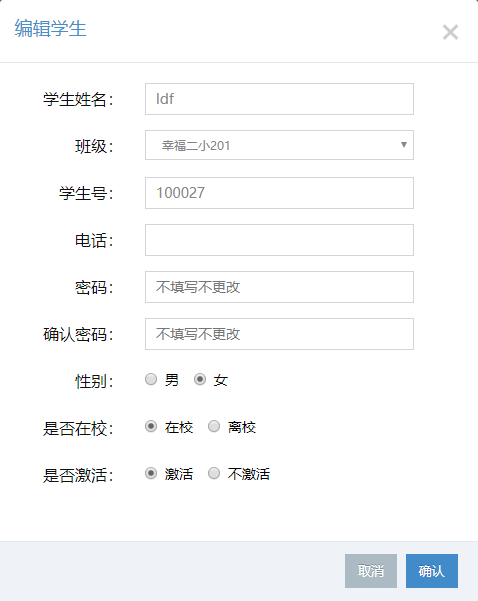 编辑学生 ×
学生姓名： ldf
班级： 幸福二小201
学生号： 100027
电话：
密码： 不填写不更改
确认密码： 不填写不更改
性别： 男 女
是否在校： 在校 离校
是否激活： 激活 不激活
取消 确认